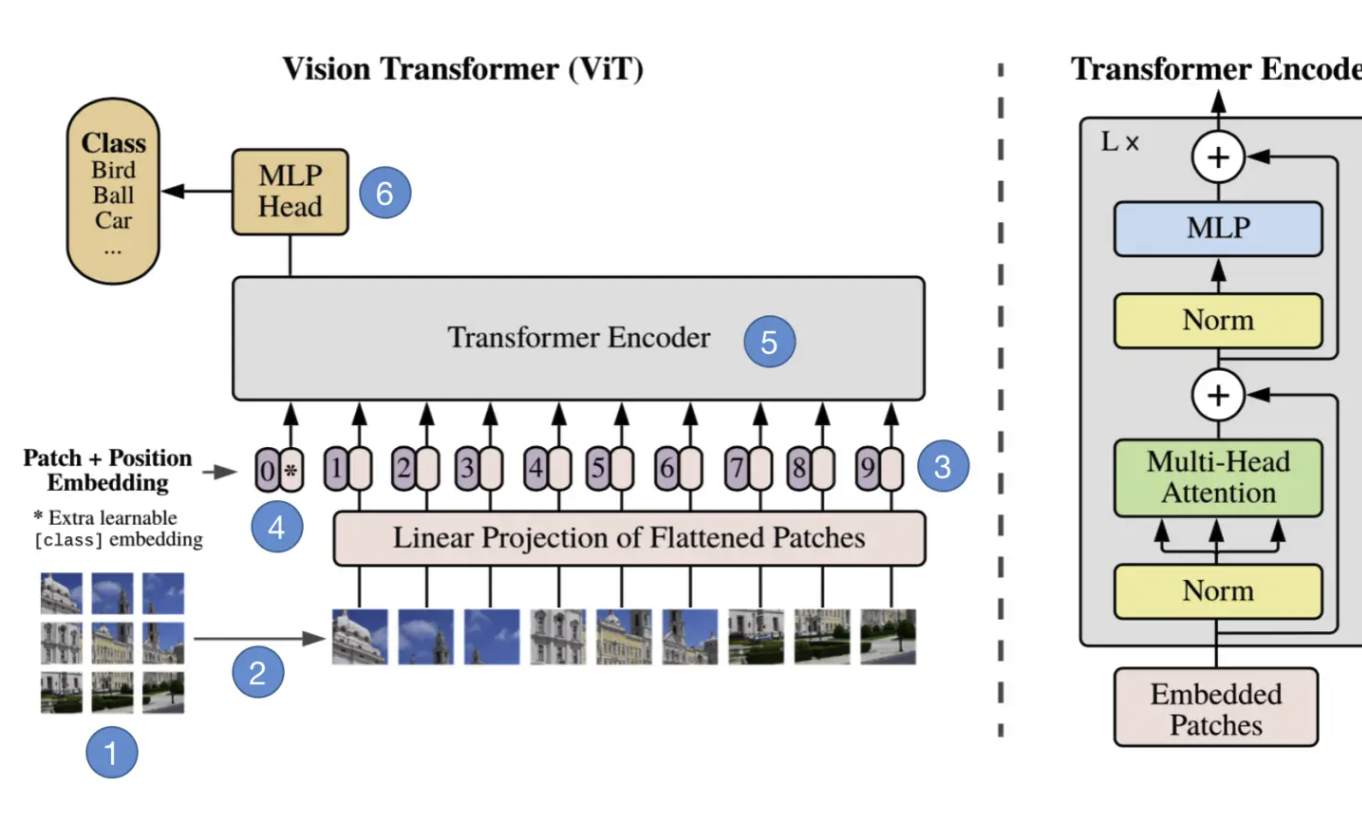 Vision Transformer (ViT)
Class
Bird
Ball
Car
...
MLP
Head
6
Transformer Encoder
5
Patch + Position
Embedding
0 * 1 2 3 4 5 6 7 8 9
3
4
* Extra learnable
[class] embedding
Linear Projection of Flattened Patches
2
1
Transformer Encode
L ×
+
MLP
Norm
+
Multi-Head
Attention
Norm
Embedded
Patches